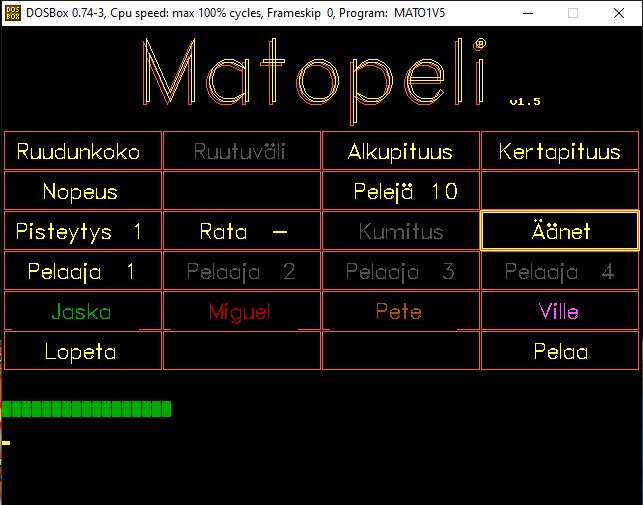 DOSBox 0.74-3, Cpu speed: max 100% cycles, Frameskip 0, Program: MATO1V5
Matopeli v1.5
Ruudunkoko Ruutuväli Alkupituus Kertapituus
Nopeus Pelejä 10
Pisteytys 1 Rata – Kumitus Äänet
Pelaaja 1 Pelaaja 2 Pelaaja 3 Pelaaja 4
Jaska Miguel Pete Ville
Lopeta Pelaa